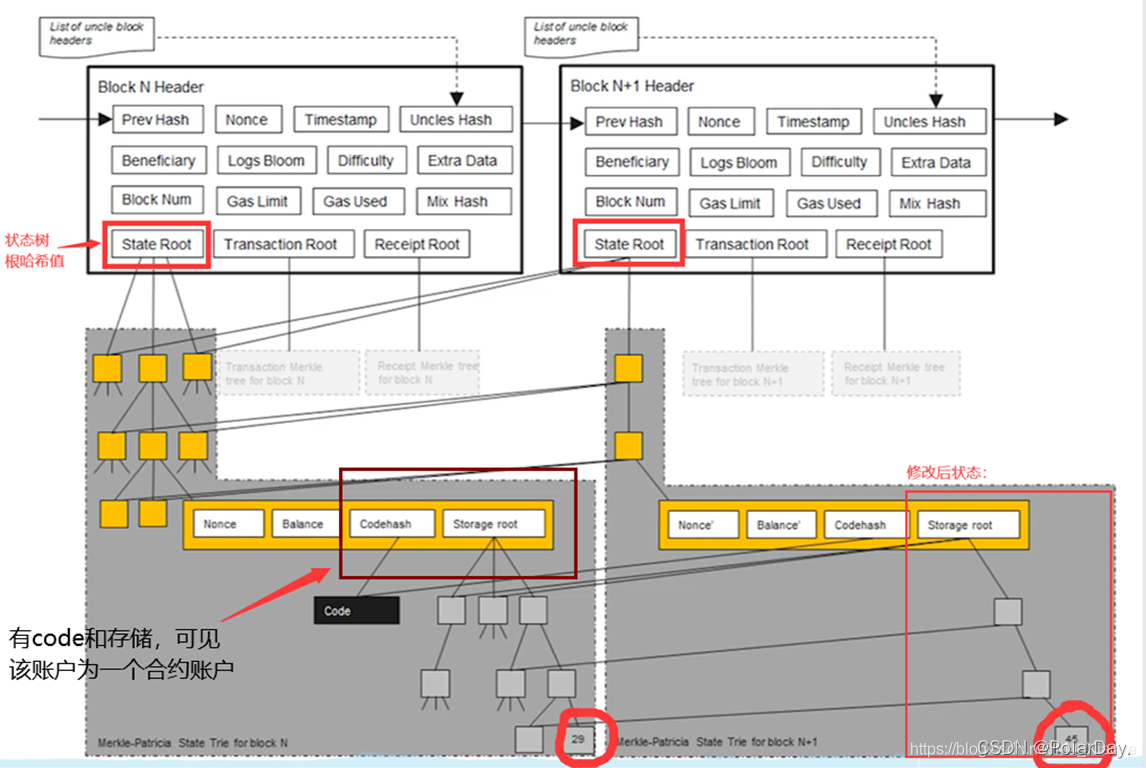 List of uncle block
headers
List of uncle block
headers
Block N Header
Prev Hash
Nonce
Timestamp
Uncles Hash
Beneficiary
Logs Bloom
Difficulty
Extra Data
Block Num
Gas Limit
Gas Used
Mix Hash
State Root
Transaction Root
Receipt Root
Block N+1 Header
Prev Hash
Nonce
Timestamp
Uncles Hash
Beneficiary
Logs Bloom
Difficulty
Extra Data
Block Num
Gas Limit
Gas Used
Mix Hash
State Root
Transaction Root
Receipt Root
状态树
根哈希值
Transaction Merkle
tree for block N
Receipt Merkle tree
for block N
Transaction Merkle
tree for block N+1
Receipt Merkle tree
for block N+1
修改后状态：
Nonce
Balance
Codehash
Storage root
Nonce'
Balance'
Codehash
Storage root
Code
有code和存储，可见
该账户为一个合约账户
29
45
Merkle-Patricia State Trie for block N
Merkle-Patricia State Trie for block N+1
CSDN @PolarDay.